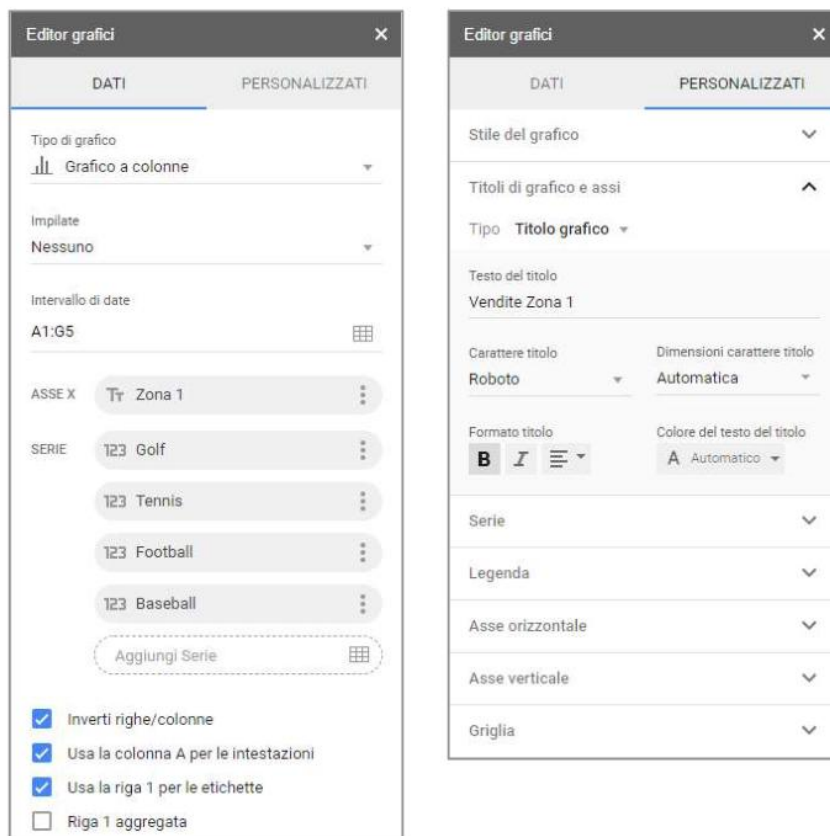 Editor grafici
DATI PERSONALIZZATI
Tipo di grafico
Grafico a colonne
Impilate
Nessuno
Intervallo di date
A1:G5
ASSE X Tт Zona 1
SERIE 123 Golf
123 Tennis
123 Football
123 Baseball
Aggiungi Serie
Inverti righe/colonne
Usa la colonna A per le intestazioni
Usa la riga 1 per le etichette
Riga 1 aggregata
Editor grafici
DATI PERSONALIZZATI
Stile del grafico
Titoli di grafico e assi
Tipo Titolo grafico
Testo del titolo
Vendite Zona 1
Carattere titolo Dimensioni carattere titolo
Roboto Automatica
Formato titolo Colore del testo del titolo
B I A Automatico
Serie
Legenda
Asse orizzontale
Asse verticale
Griglia